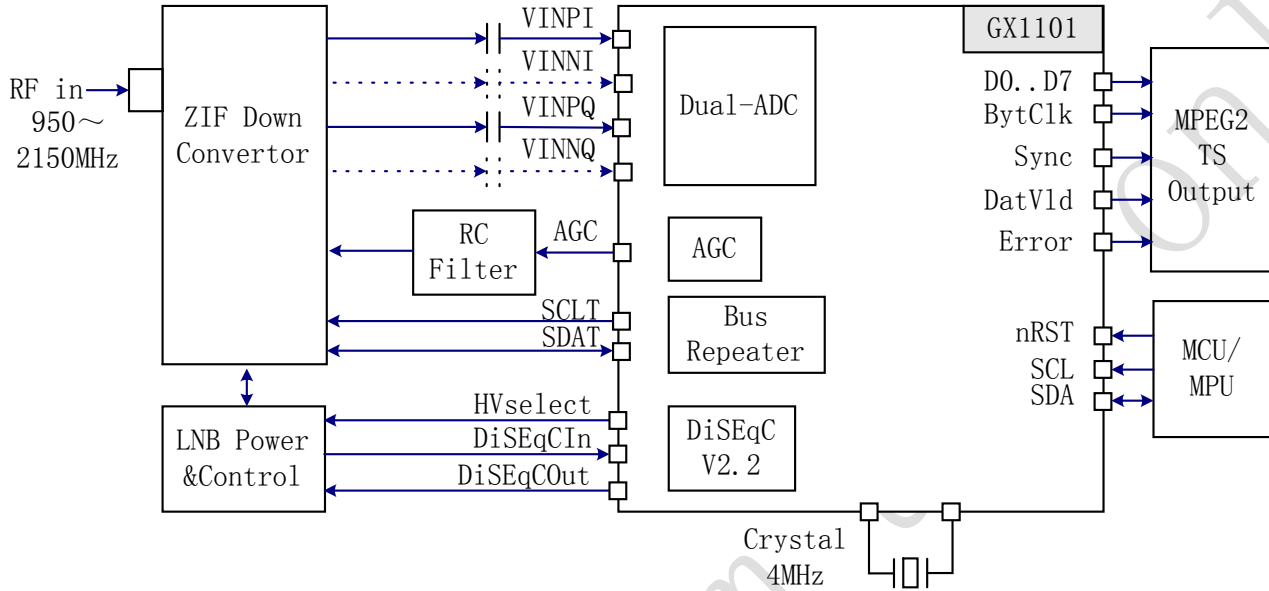 RF in
950～
2150MHz
ZIF Down
Convertor
VINPI
VINNI
VINPQ
VINNQ
RC
Filter
AGC
SCLT
SDAT
LNB Power
&Control
HVselect
DiSEqCIn
DiSEqCOut
GX1101
Dual-ADC
AGC
Bus
Repeater
DiSEqC
V2.2
D0..D7
BytClk
Sync
DatVld
Error
MPEG2
TS
Output
nRST
SCL
SDA
MCU/
MPU
Crystal
4MHz